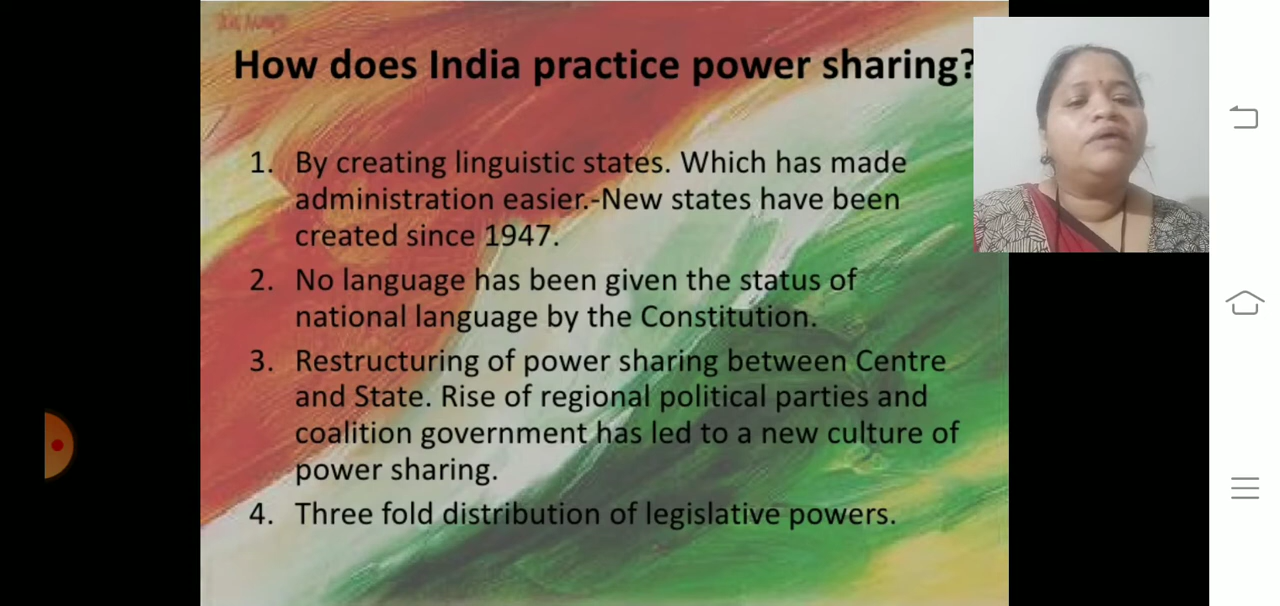 How does India practice power sharing?
1. By creating linguistic states. Which has made
administration easier.-New states have been
created since 1947.
2. No language has been given the status of
national language by the Constitution.
3. Restructuring of power sharing between Centre
and State. Rise of regional political parties and
coalition government has led to a new culture of
power sharing.
4. Three fold distribution of legislative powers.